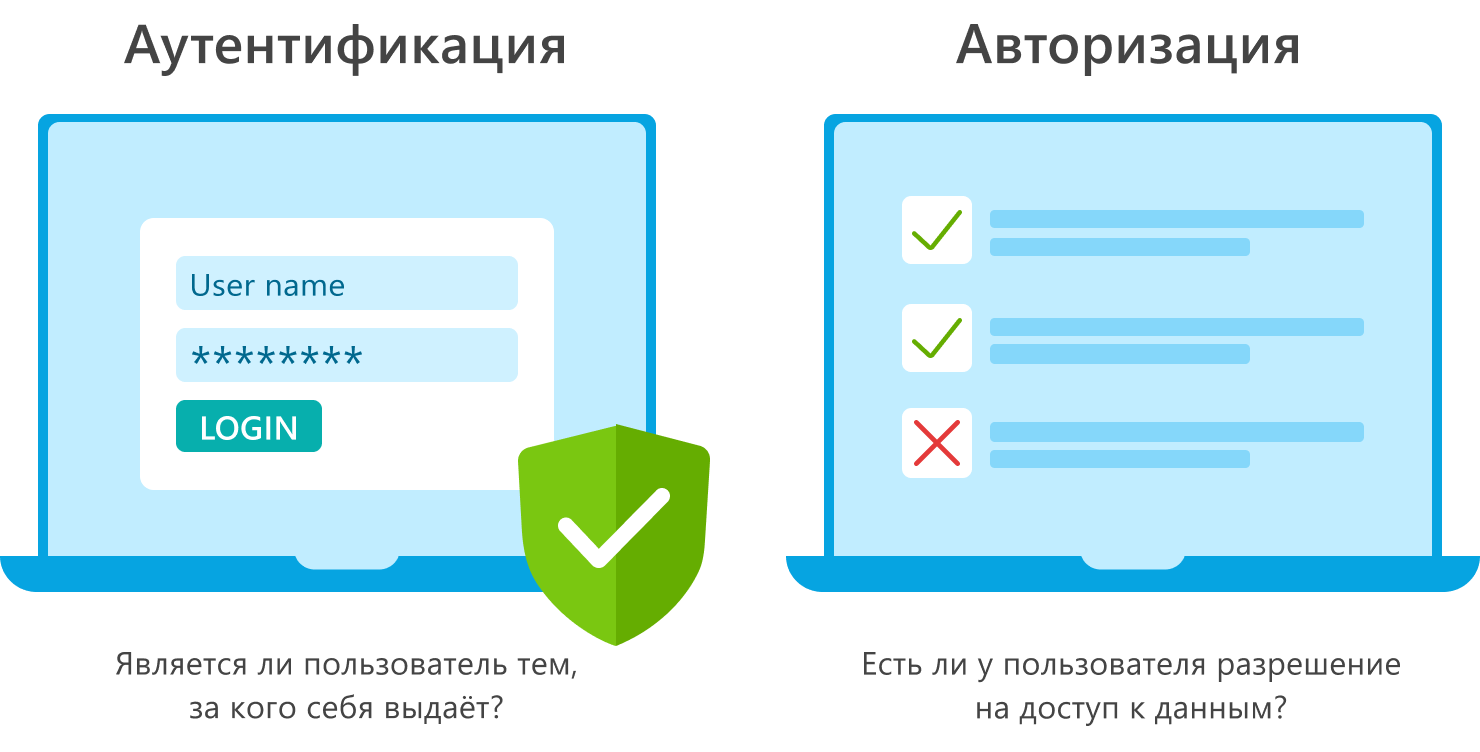 Аутентификация
Авторизация
User name
********
LOGIN
Является ли пользователь тем,
за кого себя выдаёт?
Есть ли у пользователя разрешение
на доступ к данным?